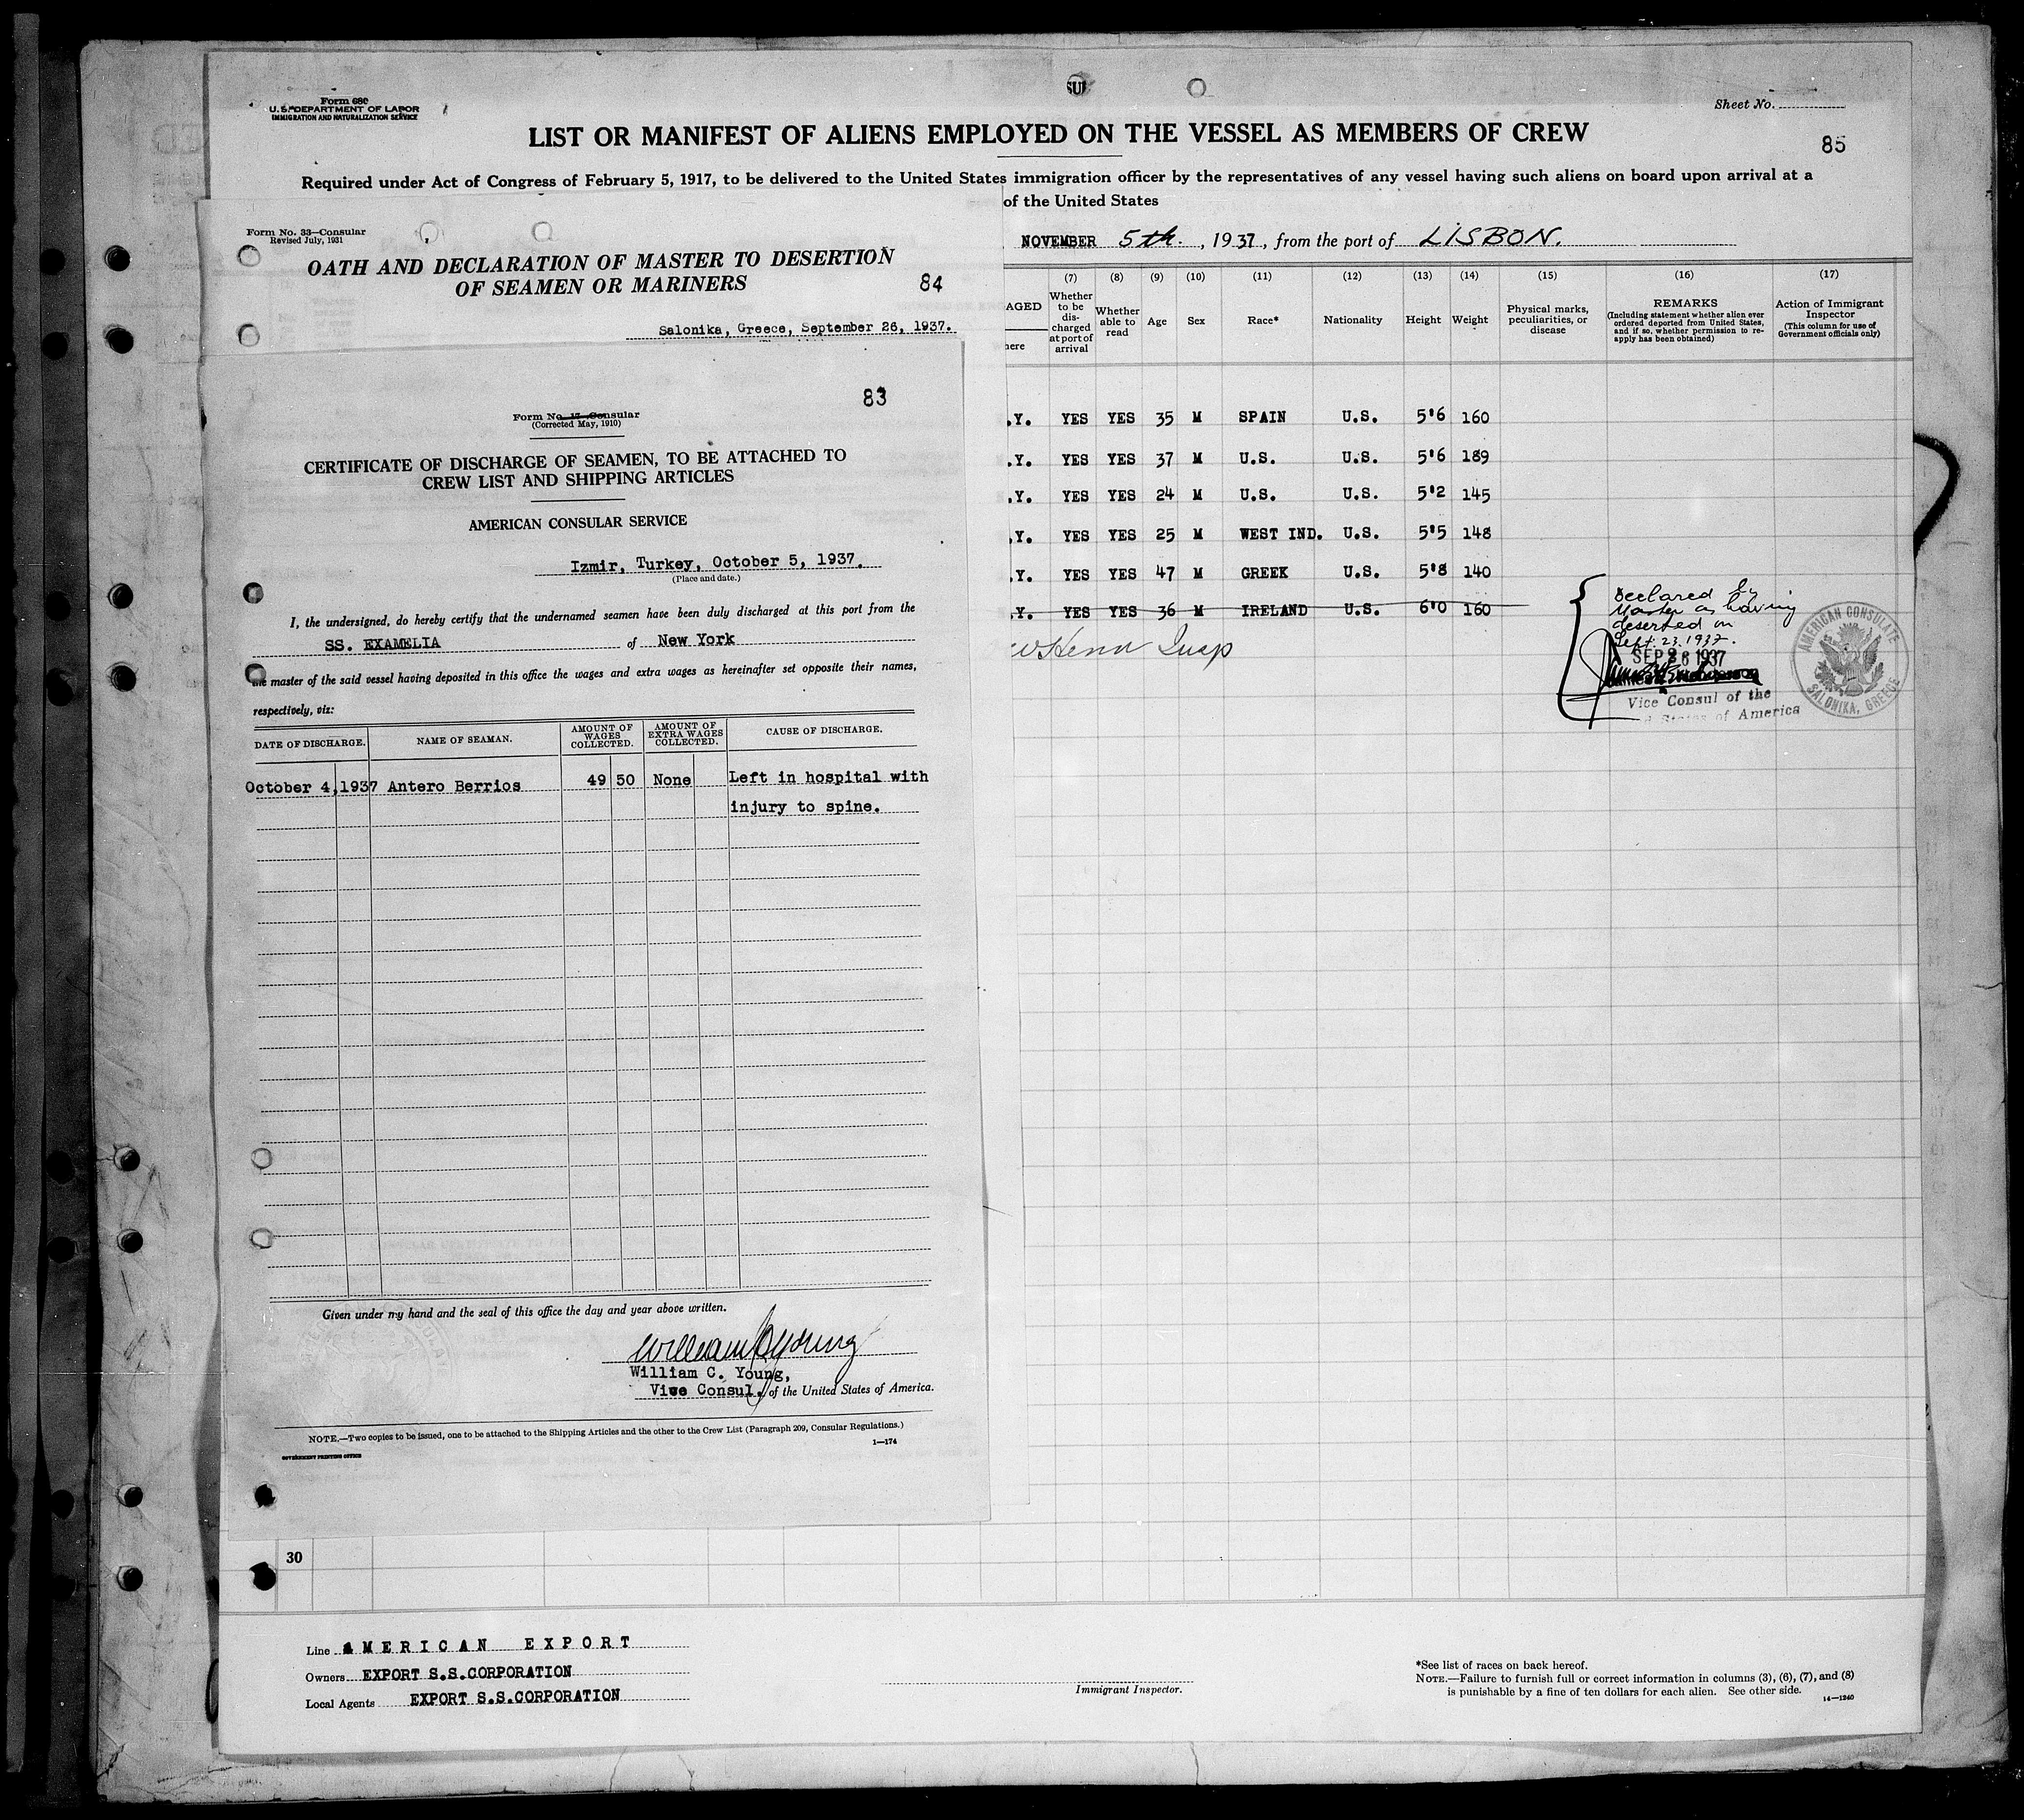 Form 680
U.S. DEPARTMENT OF LABOR
IMMIGRATION AND NATURALIZATION SERVICE
Sheet No.
LIST OR MANIFEST OF ALIENS EMPLOYED ON THE VESSEL AS MEMBERS OF CREW
85
Required under Act of Congress of February 5, 1917, to be delivered to the United States immigration officer by the representatives of any vessel having such aliens on board upon arrival at a
of the United States
NOVEMBER 5th., 1937, from the port of LISBON.
Form No. 33—Consular
Revised July, 1931
OATH AND DECLARATION OF MASTER TO DESERTION
OF SEAMEN OR MARINERS
84
Salonika, Greece, September 26, 1937.
83
Form No. 17—Consular
(Corrected May, 1910)
CERTIFICATE OF DISCHARGE OF SEAMEN, TO BE ATTACHED TO
CREW LIST AND SHIPPING ARTICLES
AMERICAN CONSULAR SERVICE
Izmir, Turkey, October 5, 1937.
(Place and date.)
I, the undersigned, do hereby certify that the undernamed seamen have been duly discharged at this port from the
SS. EXAMELIA of New York
the master of the said vessel having deposited in this office the wages and extra wages as hereinafter set opposite their names,
respectively, viz:
DATE OF DISCHARGE. NAME OF SEAMAN. AMOUNT OF WAGES COLLECTED. AMOUNT OF EXTRA WAGES COLLECTED. CAUSE OF DISCHARGE.
October 4,1937 Antero Berrios 49 50 None Left in hospital with
injury to spine.
Given under my hand and the seal of this office the day and year above written.
William C Young
William C. Young,
Vice Consul of the United States of America.
NOTE.—Two copies to be issued, one to be attached to the Shipping Articles and the other to the Crew List (Paragraph 209, Consular Regulations.)
1—174
GOVERNMENT PRINTING OFFICE
(7) (8) (9) (10) (11) (12) (13) (14) (15) (16) (17)
AGED
here
Whether to be discharged at port of arrival
Whether able to read
Age
Sex
Race*
Nationality
Height
Weight
Physical marks, peculiarities, or disease
REMARKS
(Including statement whether alien ever ordered deported from United States, and if so, whether permission to reapply has been obtained)
Action of Immigrant Inspector
(This column for use of Government officials only)
.Y. YES YES 35 M SPAIN U.S. 5'6 160
.Y. YES YES 37 M U.S. U.S. 5'6 189
.Y. YES YES 24 M U.S. U.S. 5'2 145
.Y. YES YES 25 M WEST IND. U.S. 5'5 148
.Y. YES YES 47 M GREEK U.S. 5'8 140
.Y. YES YES 36 M IRELAND U.S. 6'0 160
Declared by
Master as having
deserted on
Sept. 23, 1937.
SEP 26 1937
Vice Consul of the
States of America
AMERICAN CONSULATE
SALONIKA, GREECE
30
Line AMERICAN EXPORT
Owners EXPORT S.S.CORPORATION
Local Agents EXPORT S.S.CORPORATION
Immigrant Inspector.
*See list of races on back hereof.
NOTE.—Failure to furnish full or correct information in columns (3), (6), (7), and (8)
is punishable by a fine of ten dollars for each alien. See other side.
14—1240